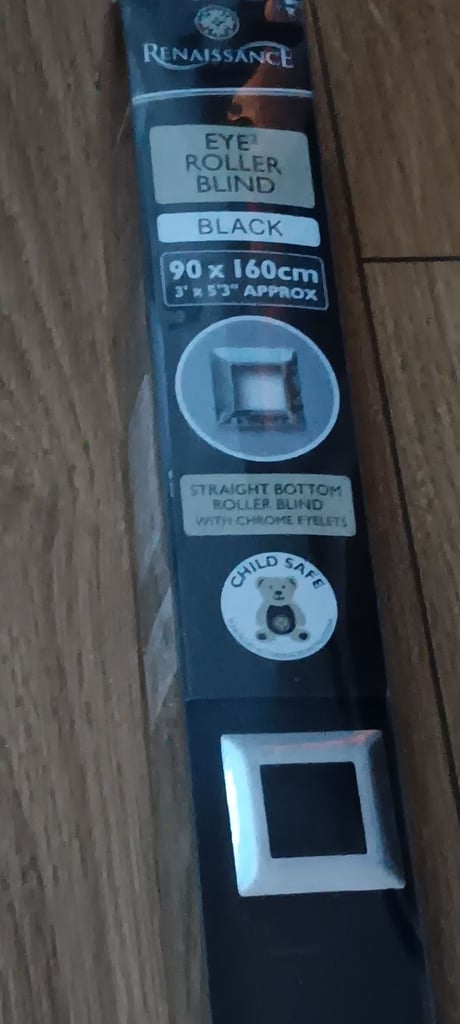 RENAISSANCE
EYE²
ROLLER
BLIND
BLACK
90 x 160cm
3' x 5'3" APPROX
STRAIGHT BOTTOM
ROLLER BLIND
WITH CHROME EYELETS
CHILD SAFE